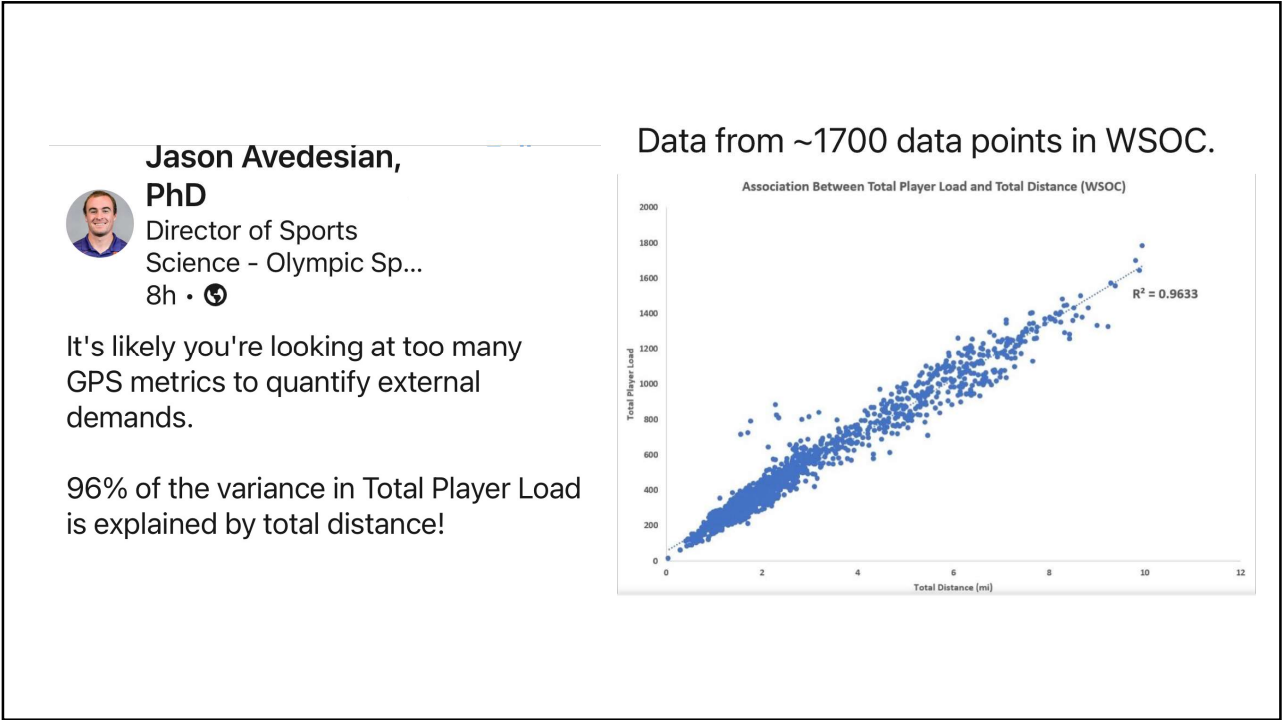 Jason Avedesian,
PhD
Director of Sports
Science - Olympic Sp...
8h •
It's likely you're looking at too many
GPS metrics to quantify external
demands.
96% of the variance in Total Player Load
is explained by total distance!
Data from ~1700 data points in WSOC.
Association Between Total Player Load and Total Distance (WSOC)
2000
1800
1600
R² = 0.9633
1400
1200
Total Player Load
1000
800
600
400
200
0
0 2 4 6 8 10 12
Total Distance (mi)